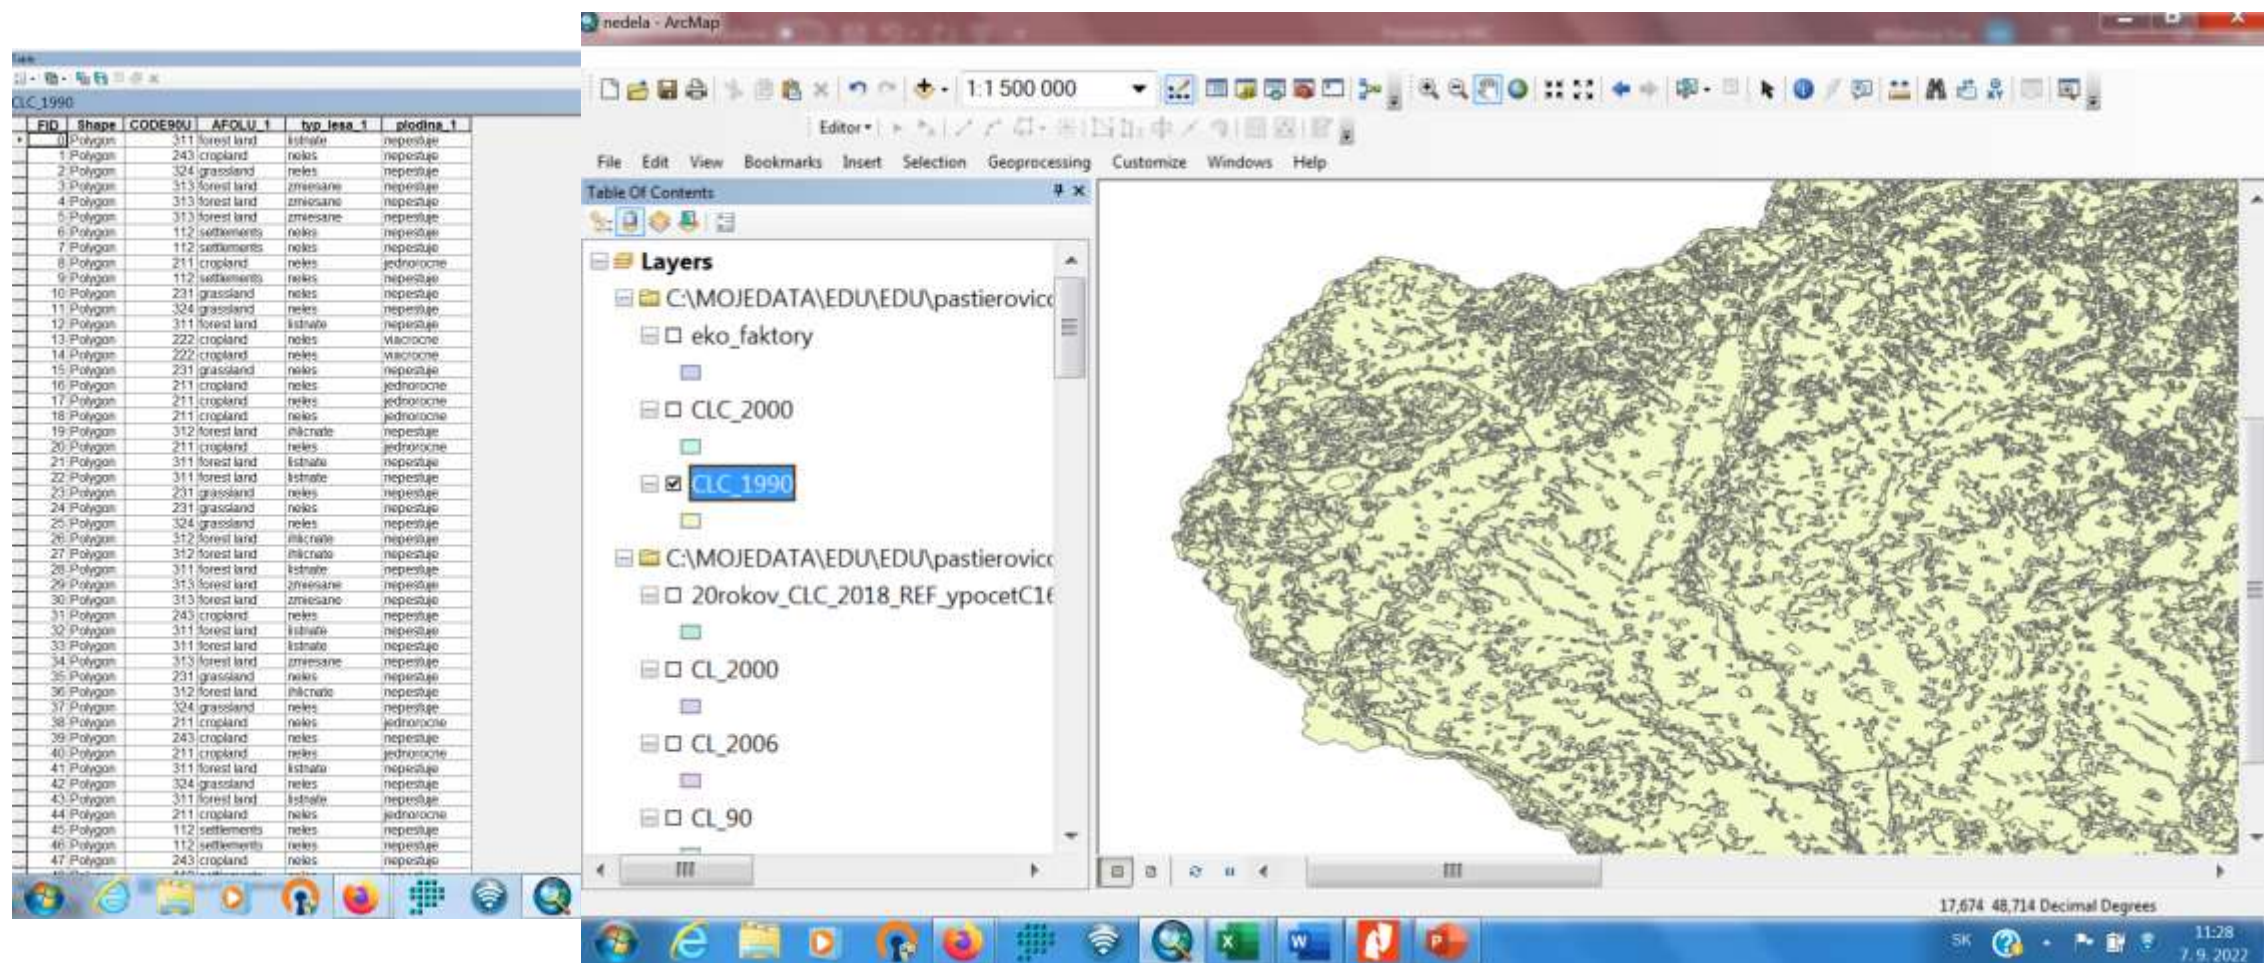 Table
CLC_1990
FID Shape CODE90U AFOLU_1 typ_lesa_1 plodina_1
0 Polygon 311 forest land listnate nepestuje
1 Polygon 243 cropland neles nepestuje
2 Polygon 324 grassland neles nepestuje
3 Polygon 313 forest land zmiesane nepestuje
4 Polygon 313 forest land zmiesane nepestuje
5 Polygon 313 forest land zmiesane nepestuje
6 Polygon 112 settlements neles nepestuje
7 Polygon 112 settlements neles nepestuje
8 Polygon 211 cropland neles jednorocne
9 Polygon 112 settlements neles nepestuje
10 Polygon 231 grassland neles nepestuje
11 Polygon 324 grassland neles nepestuje
12 Polygon 311 forest land listnate nepestuje
13 Polygon 222 cropland neles viacrocne
14 Polygon 222 cropland neles viacrocne
15 Polygon 231 grassland neles nepestuje
16 Polygon 211 cropland neles jednorocne
17 Polygon 211 cropland neles jednorocne
18 Polygon 211 cropland neles jednorocne
19 Polygon 312 forest land ihlicnate nepestuje
20 Polygon 211 cropland neles jednorocne
21 Polygon 311 forest land listnate nepestuje
22 Polygon 311 forest land listnate nepestuje
23 Polygon 231 grassland neles nepestuje
24 Polygon 231 grassland neles nepestuje
25 Polygon 324 grassland neles nepestuje
26 Polygon 312 forest land ihlicnate nepestuje
27 Polygon 312 forest land ihlicnate nepestuje
28 Polygon 311 forest land listnate nepestuje
29 Polygon 313 forest land zmiesane nepestuje
30 Polygon 313 forest land zmiesane nepestuje
31 Polygon 243 cropland neles nepestuje
32 Polygon 311 forest land listnate nepestuje
33 Polygon 311 forest land listnate nepestuje
34 Polygon 313 forest land zmiesane nepestuje
35 Polygon 231 grassland neles nepestuje
36 Polygon 312 forest land ihlicnate nepestuje
37 Polygon 324 grassland neles nepestuje
38 Polygon 211 cropland neles jednorocne
39 Polygon 243 cropland neles nepestuje
40 Polygon 211 cropland neles jednorocne
41 Polygon 311 forest land listnate nepestuje
42 Polygon 324 grassland neles nepestuje
43 Polygon 311 forest land listnate nepestuje
44 Polygon 211 cropland neles jednorocne
45 Polygon 112 settlements neles nepestuje
46 Polygon 112 settlements neles nepestuje
47 Polygon 243 cropland neles nepestuje
nedela - ArcMap
1:1 500 000
Editor
File Edit View Bookmarks Insert Selection Geoprocessing Customize Windows Help
Table Of Contents
Layers
C:\MOJEDATA\EDU\EDU\pastierovicc
eko_faktory
CLC_2000
CLC_1990
C:\MOJEDATA\EDU\EDU\pastierovicc
20rokov_CLC_2018_REF_ypocetC16
CL_2000
CL_2006
CL_90
17,674 48,714 Decimal Degrees
SK
11:28
7. 9. 2022